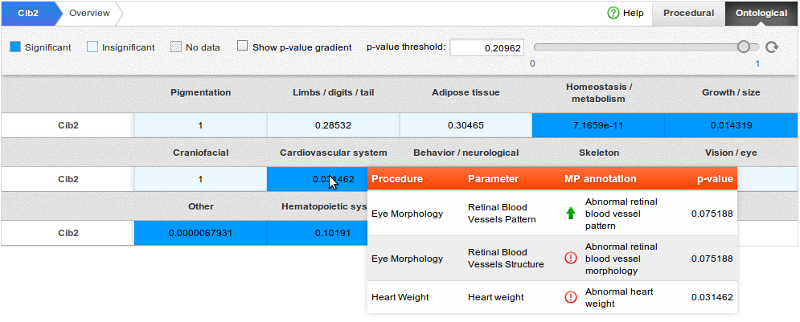 Cib2 Overview Help Procedural Ontological
Significant Insignificant No data Show p-value gradient p-value threshold: 0.20962
0 1
Pigmentation Limbs / digits / tail Adipose tissue Homeostasis / metabolism Growth / size
Cib2 1 0.28532 0.30465 7.1659e-11 0.014319
Craniofacial Cardiovascular system Behavior / neurological Skeleton Vision / eye
Cib2 1
Other Hematopoietic sys
Cib2 0.0000067931 0.10191
Procedure Parameter MP annotation p-value
Eye Morphology Retinal Blood Vessels Pattern Abnormal retinal blood vessel pattern 0.075188
Eye Morphology Retinal Blood Vessels Structure Abnormal retinal blood vessel morphology 0.075188
Heart Weight Heart weight Abnormal heart weight 0.031462